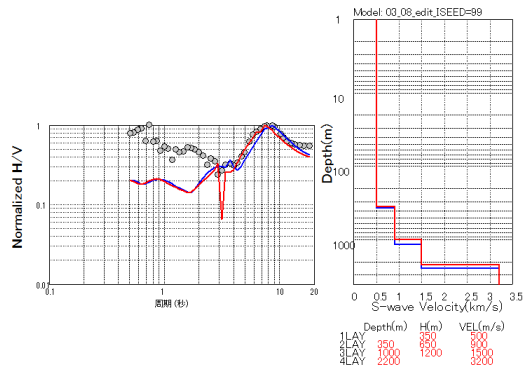 Model: 03_08_edit_ISEED=99
Normalized H/V
1
0.1
0.01
0.1
1
10
20
周期(秒)
Depth(m)
1
10
100
1000
0
0.5
1
1.5
2
2.5
3
3.5
S-wave Velocity(km/s)
Depth(m) H(m) VEL(m/s)
1LAY 350 500
2LAY 350 650 900
3LAY 1000 1200 1500
4LAY 2200 3200